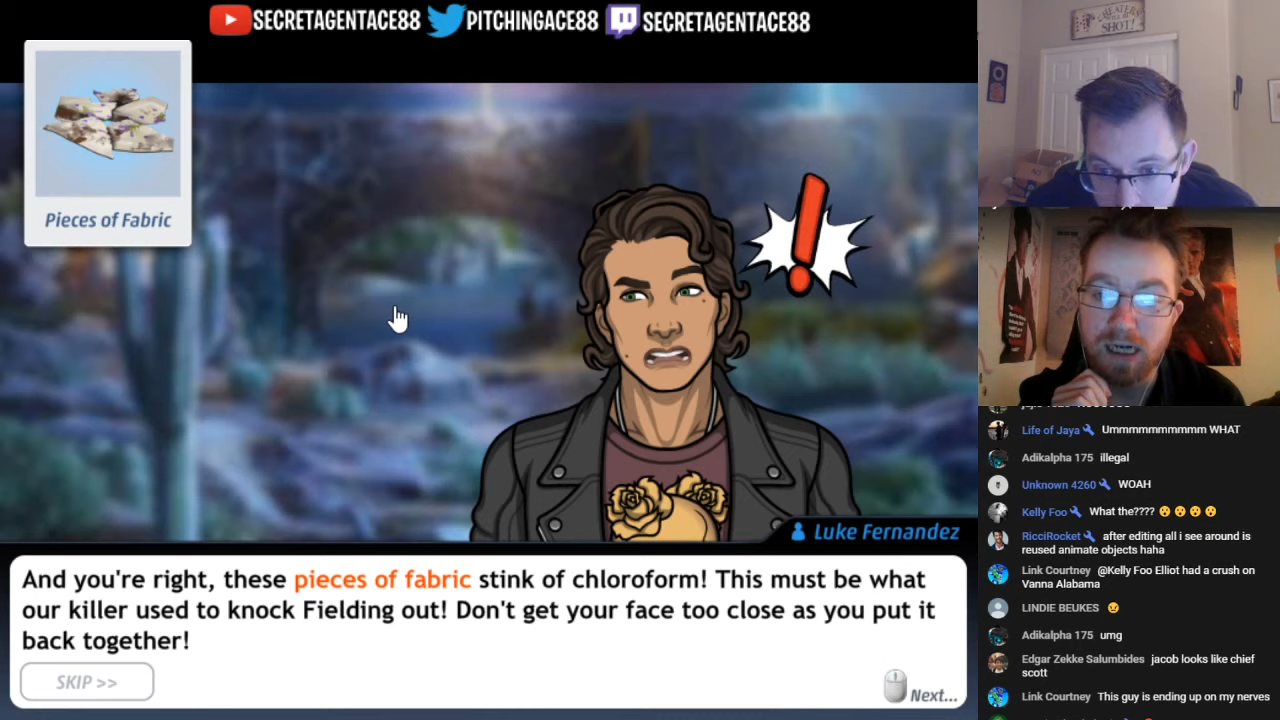 SECRETAGENTACE88 PITCHINGACE88 SECRETAGENTACE88
CHEATERS
SHOT!
Pieces of Fabric
Luke Fernandez
And you're right, these pieces of fabric stink of chloroform! This must be what
our killer used to knock Fielding out! Don't get your face too close as you put it
back together!
SKIP >>
Next...
Life of Jaya Ummmmmmmmmm WHAT
Adikalpha 175 illegal
Unknown 4260 WOAH
Kelly Foo What the???? 😮😮😮😮
RicciRocket after editing all i see around is
reused animate objects haha
Link Courtney @Kelly Foo Elliot had a crush on
Vanna Alabama
LINDIE BEUKES 😢
Adikalpha 175 umg
Edgar Zekke Salumbides jacob looks like chief
scott
Link Courtney This guy is ending up on my nerves